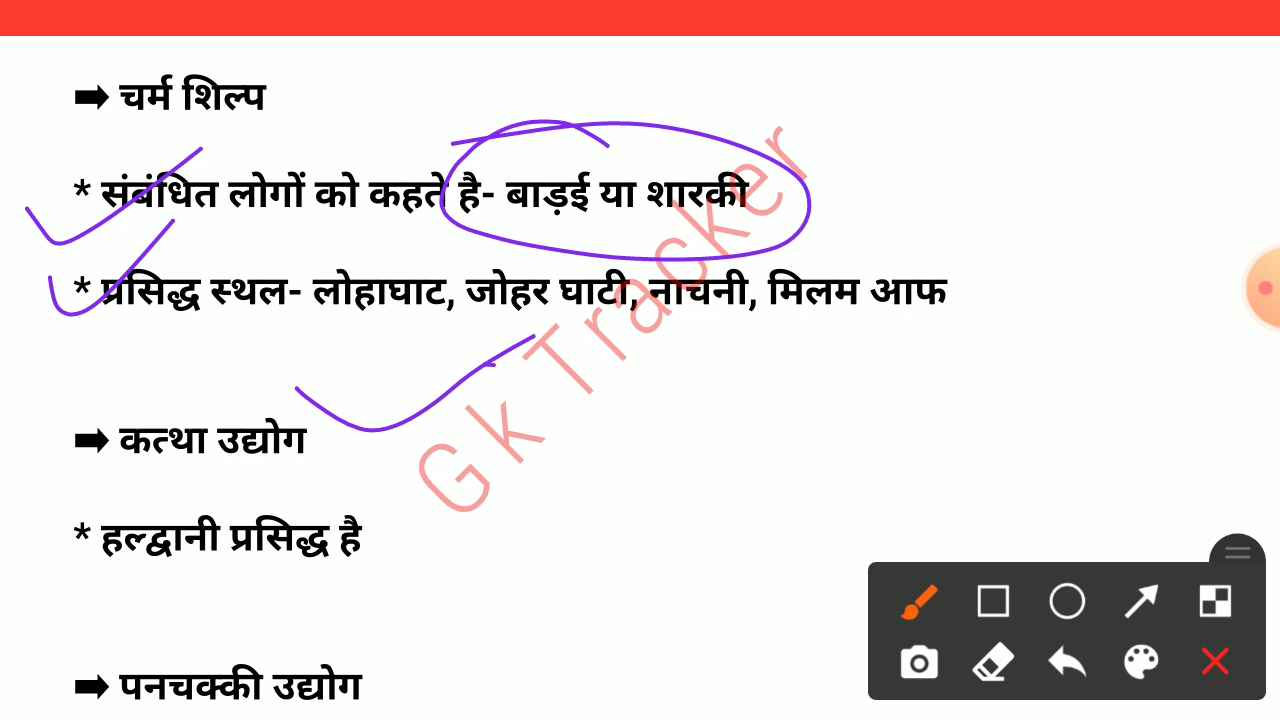 ➡ चर्म शिल्प
* संबंधित लोगों को कहते है- बाड़ई या शारकी
* प्रसिद्ध स्थल- लोहाघाट, जोहर घाटी, नाचनी, मिलम आफ
➡ कत्था उद्योग
* हल्द्वानी प्रसिद्ध है
➡ पनचक्की उद्योग
Gk Tracker